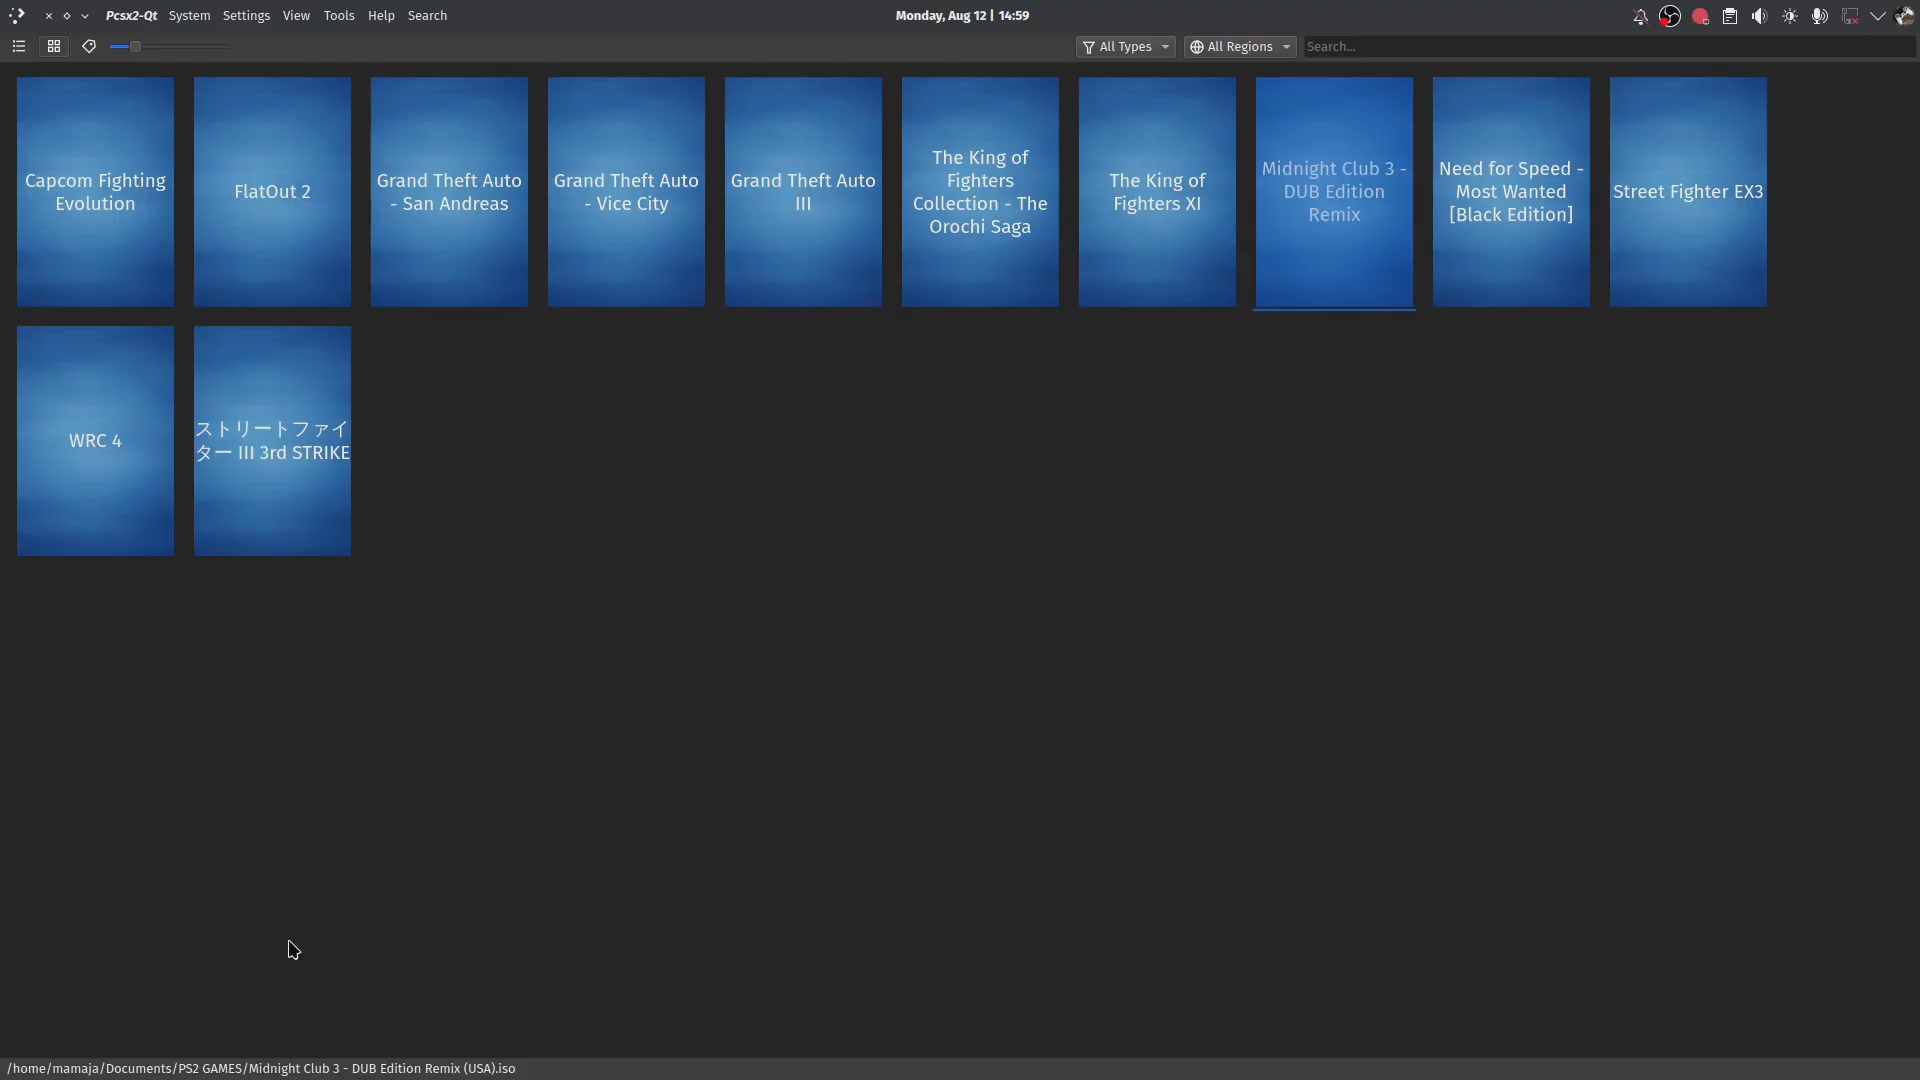 Pcsx2-Qt System Settings View Tools Help Search
Monday, Aug 12 | 14:59
All Types
All Regions
Search...
Capcom Fighting
Evolution
FlatOut 2
Grand Theft Auto
- San Andreas
Grand Theft Auto
- Vice City
Grand Theft Auto
III
The King of
Fighters
Collection - The
Orochi Saga
The King of
Fighters XI
Midnight Club 3 -
DUB Edition
Remix
Need for Speed -
Most Wanted
[Black Edition]
Street Fighter EX3
WRC 4
ストリートファイ
ター III 3rd STRIKE
/home/mamaja/Documents/PS2 GAMES/Midnight Club 3 - DUB Edition Remix (USA).iso